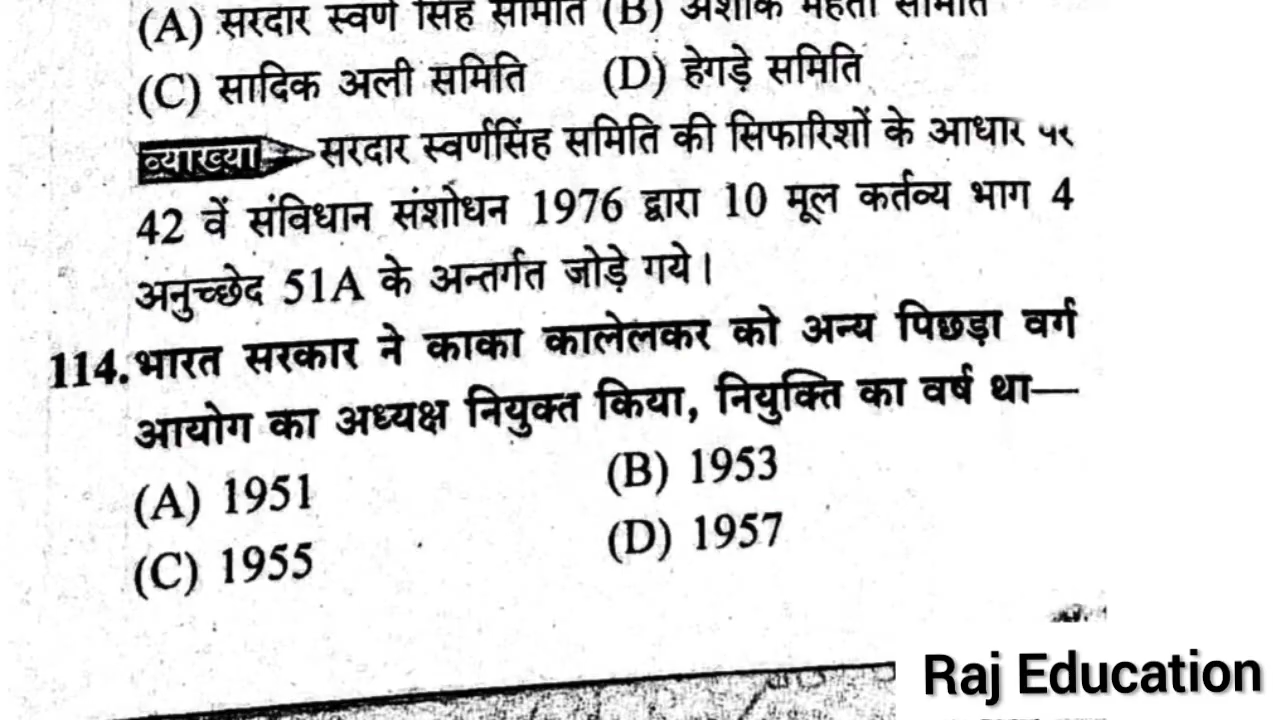 (A) सरदार स्वर्ण सिंह समिति (B) अशोक मेहता समिति
(C) सादिक अली समिति (D) हेगड़े समिति
व्याख्या सरदार स्वर्णसिंह समिति की सिफारिशों के आधार पर
42 वें संविधान संशोधन 1976 द्वारा 10 मूल कर्तव्य भाग 4
अनुच्छेद 51A के अन्तर्गत जोड़े गये।
114. भारत सरकार ने काका कालेलकर को अन्य पिछड़ा वर्ग
आयोग का अध्यक्ष नियुक्त किया, नियुक्ति का वर्ष था—
(A) 1951 (B) 1953
(C) 1955 (D) 1957
Raj Education